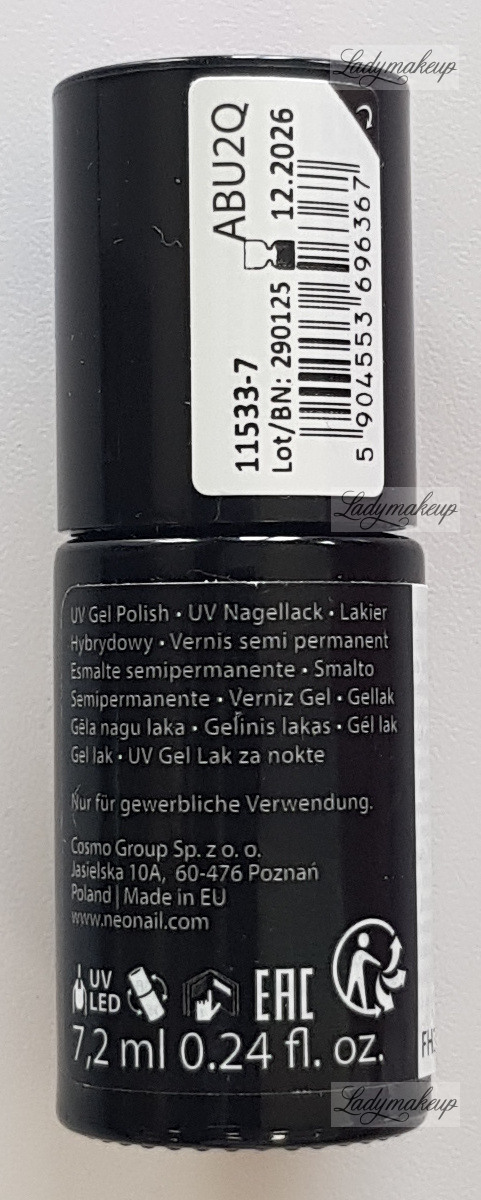 Ladymakeup
ABU2Q
12.2026
11533-7
Lot/BN: 290125
5 904553 696367
Ladymakeup
UV Gel Polish • UV Nagellack • Lakier
Hybrydowy • Vernis semi permanent
Esmalte semipermanente • Smalto
Semipermanente • Verniz Gel • Gellak
Gēla nagu laka • Gelinis lakas • Gél lak
Gel lak • UV Gel Lak za nokte
Nur für gewerbliche Verwendung.
Cosmo Group Sp. z o. o.
Jasielska 10A, 60-476 Poznań
Poland | Made in EU
www.neonail.com
UV
LED
EAC
7,2 ml 0.24 fl. oz.
Ladymakeup